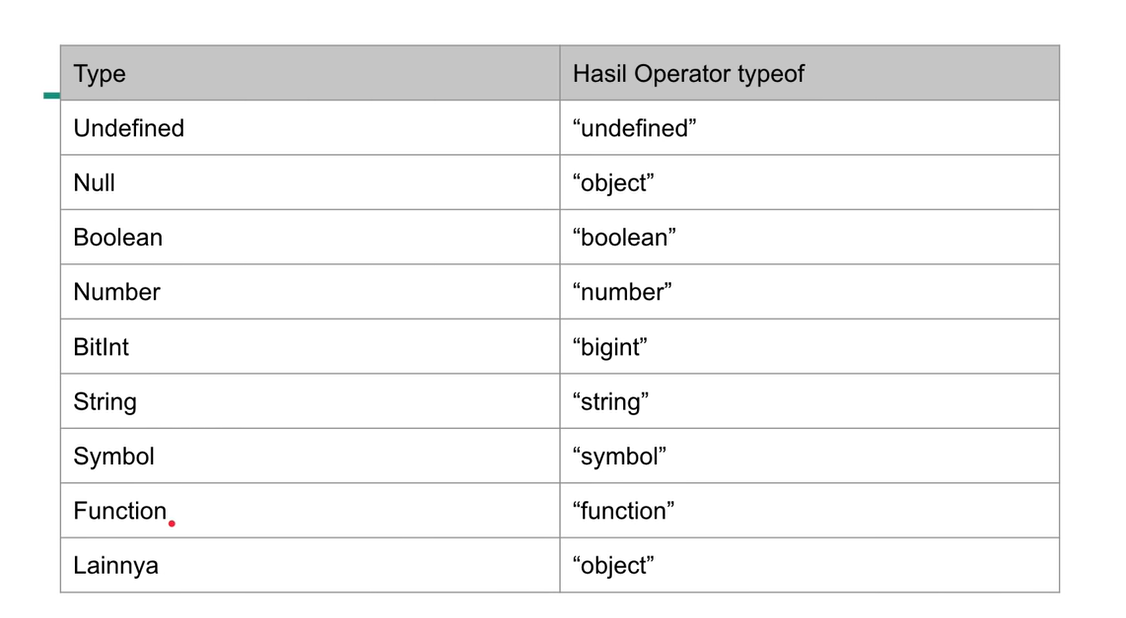 Type Hasil Operator typeof
Undefined “undefined”
Null “object”
Boolean “boolean”
Number “number”
BitInt “bigint”
String “string”
Symbol “symbol”
Function “function”
Lainnya “object”